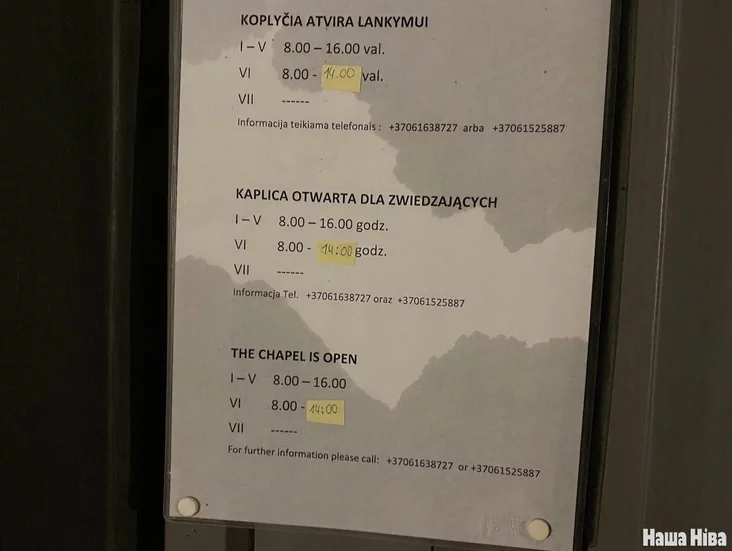 KOPLYČIA ATVIRA LANKYMUI
I – V 8.00 – 16.00 val.
VI 8.00 - 14.00 val.
VII ------
Informacija teikiama telefonais : +37061638727 arba +37061525887
KAPLICA OTWARTA DLA ZWIEDZAJĄCYCH
I – V 8.00 – 16.00 godz.
VI 8.00 - 14:00 godz.
VII ------
Informacja Tel. +37061638727 oraz +37061525887
THE CHAPEL IS OPEN
I – V 8.00 – 16.00
VI 8.00 - 14:00
VII ------
For further information please call: +37061638727 or +37061525887
Наша Ніва